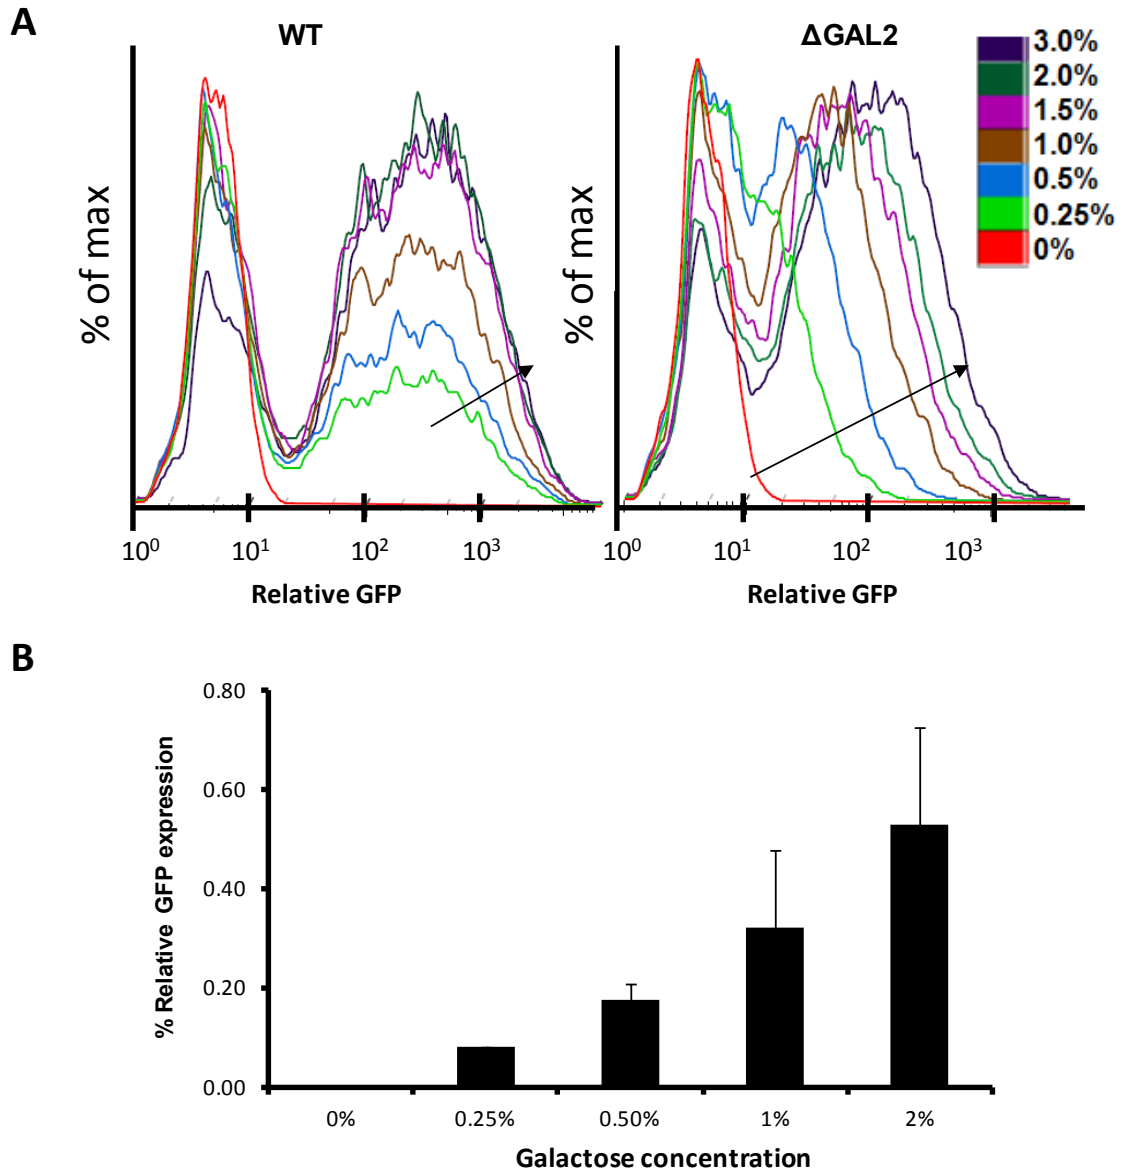 A
WT
ΔGAL2
3.0%
2.0%
1.5%
1.0%
0.5%
0.25%
0%
% of max
% of max
10⁰ 10¹ 10² 10³
10⁰ 10¹ 10² 10³
Relative GFP
Relative GFP
B
% Relative GFP expression
0.80
0.60
0.40
0.20
0.00
0% 0.25% 0.50% 1% 2%
Galactose concentration